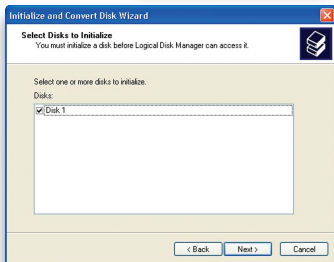 Initialize and Convert Disk Wizard
Select Disks to Initialize
You must initialize a disk before Logical Disk Manager can access it.
Select one or more disks to initialize.
Disks:
Disk 1
< Back
Next >
Cancel